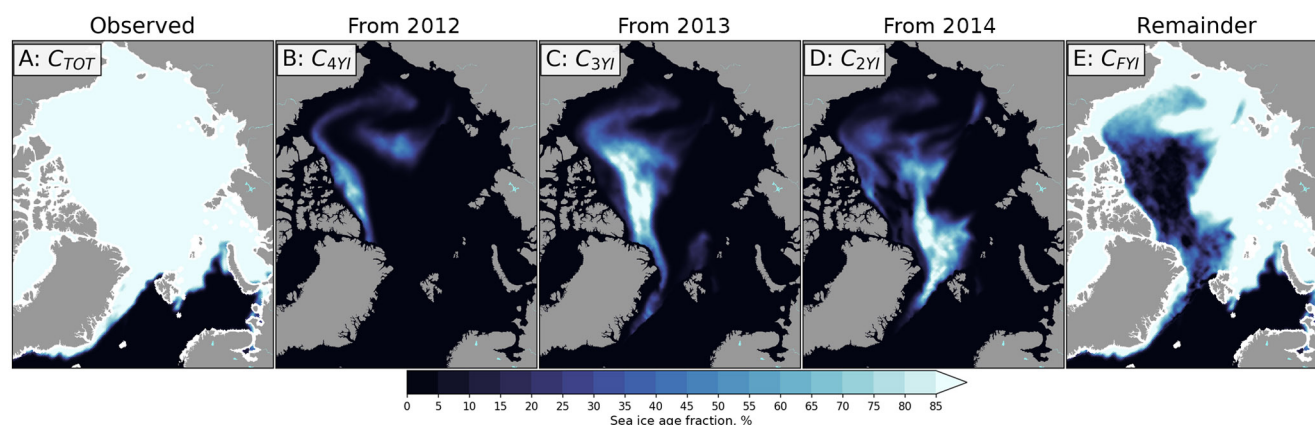 Observed
From 2012
From 2013
From 2014
Remainder
A: C_TOT
B: C_4YI
C: C_3YI
D: C_2YI
E: C_FYI
0 5 10 15 20 25 30 35 40 45 50 55 60 65 70 75 80 85
Sea ice age fraction, %